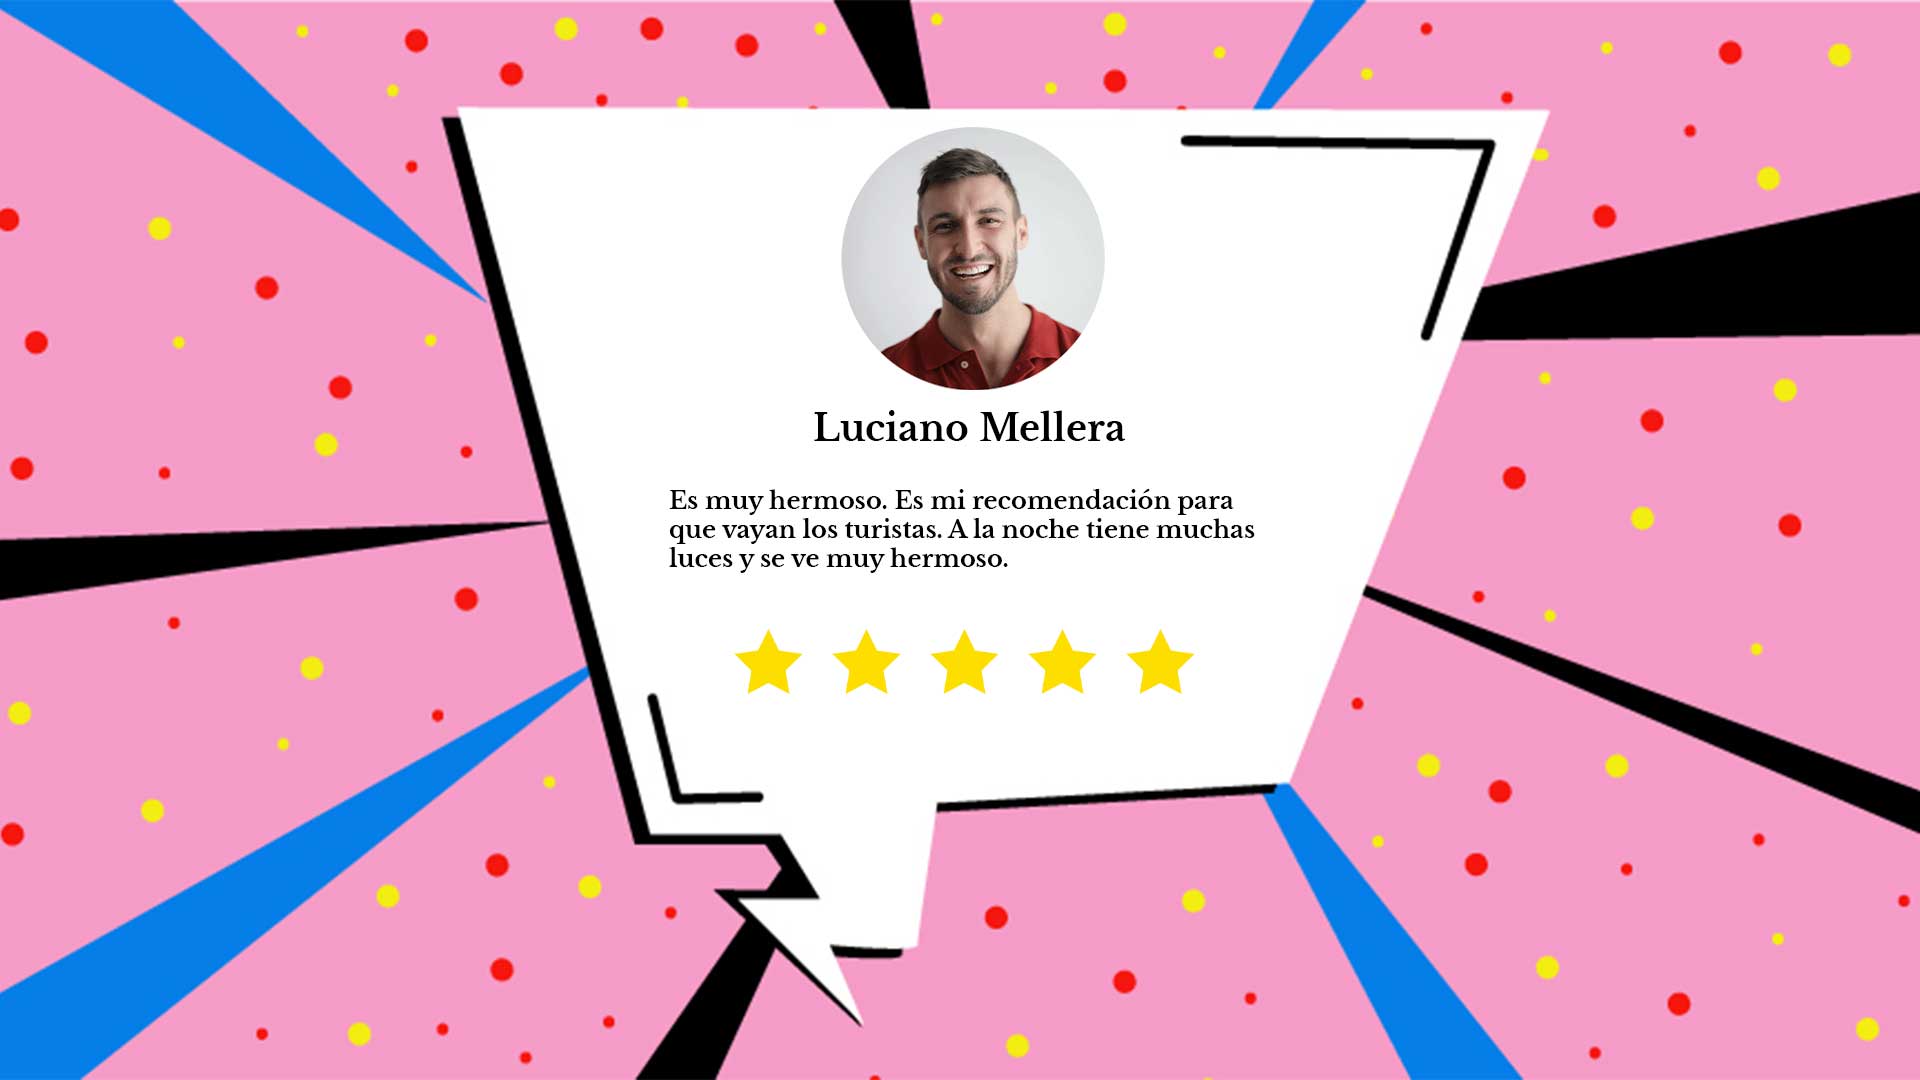 Luciano Mellera
Es muy hermoso. Es mi recomendación para
que vayan los turistas. A la noche tiene muchas
luces y se ve muy hermoso.